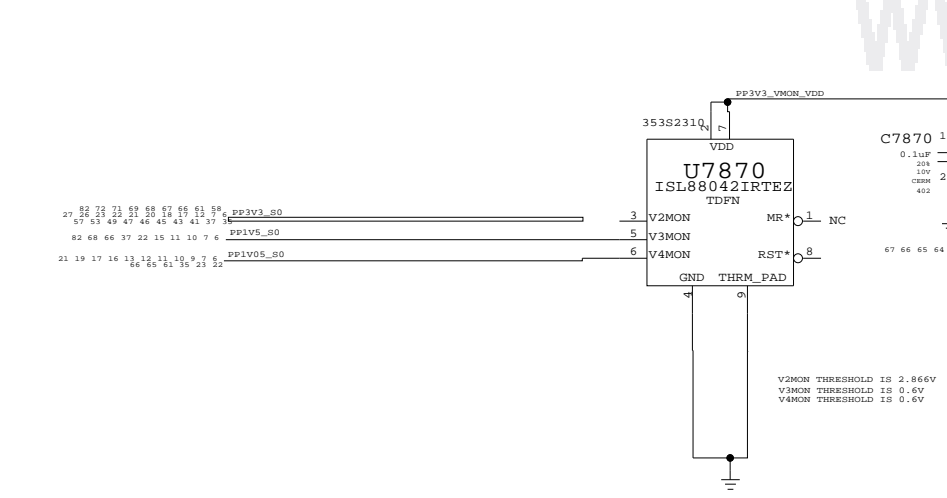 W
PP3V3_VMON_VDD
353S2310
2
7
VDD
U7870
ISL88042IRTEZ
TDFN
C7870 1
0.1uF
20%
10V
CERM
402
2
82 72 71 69 68 67 66 61 58
27 26 23 22 21 20 18 17 12 7 6
57 53 49 47 46 45 43 41 37 35
PP3V3_S0
3 V2MON
MR* 1 NC
82 68 66 37 22 15 11 10 7 6
PP1V5_S0
5 V3MON
21 19 17 16 13 12 11 10 9 7 6
66 65 61 35 23 22
PP1V05_S0
6 V4MON
RST* 8
67 66 65 64
GND THRM_PAD
4
9
V2MON THRESHOLD IS 2.866V
V3MON THRESHOLD IS 0.6V
V4MON THRESHOLD IS 0.6V